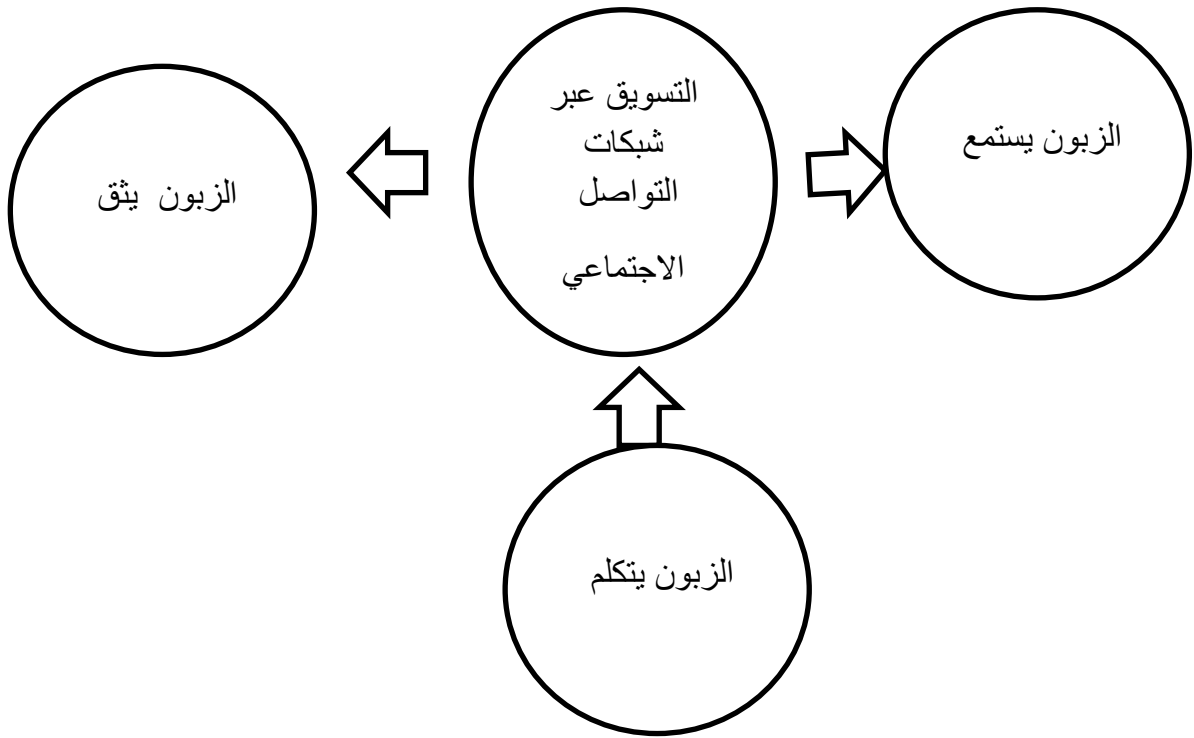 الزبون يستمع
التسويق عبر
شبكات
التواصل
الاجتماعي
الزبون يثق
الزبون يتكلم